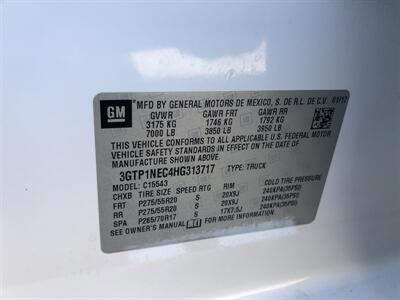 GM
MFD BY GENERAL MOTORS DE MEXICO, S. DE R.L. DE C.V. 01/17
GVWR GAWR FRT GAWR RR
3175 KG 1746 KG 1792 KG
7000 LB 3850 LB 3950 LB
THIS VEHICLE CONFORMS TO ALL APPLICABLE U.S. FEDERAL MOTOR
VEHICLE SAFETY STANDARDS IN EFFECT ON THE DATE OF
MANUFACTURE SHOWN ABOVE.
3GTP1NEC4HG313717 TYPE: TRUCK
MODEL: C15543
CHXB TIRE SIZE SPEED RTG RIM COLD TIRE PRESSURE
FRT P275/55R20 S 20X9J 240KPA(35PSI)
RR P275/55R20 S 20X9J 240KPA(35PSI)
SPA P265/70R17 S 17X7.5J 240KPA(35PSI)
SEE OWNER'S MANUAL FOR MORE INFORMATION.